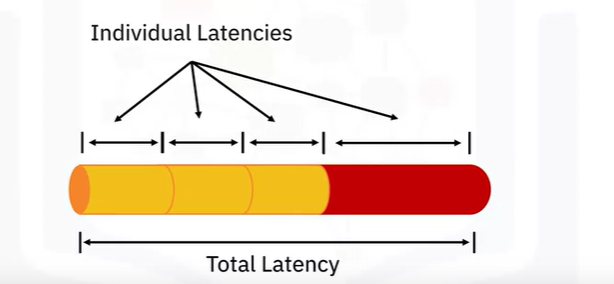 Individual Latencies
Total Latency